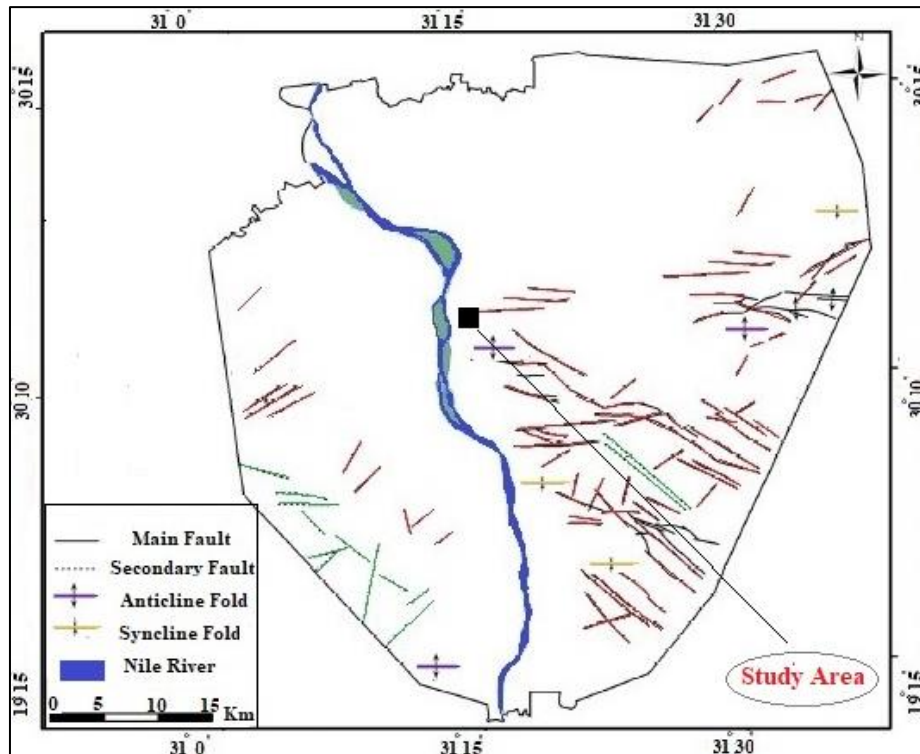 31° 0'
31° 15
31 30
N
30 15
30° 15
30 10
30 10
Main Fault
Secondary Fault
Anticline Fold
Syncline Fold
Nile River
0 5 10 15 Km
Study Area
19 15
19 15
31 0
31 15
31 30